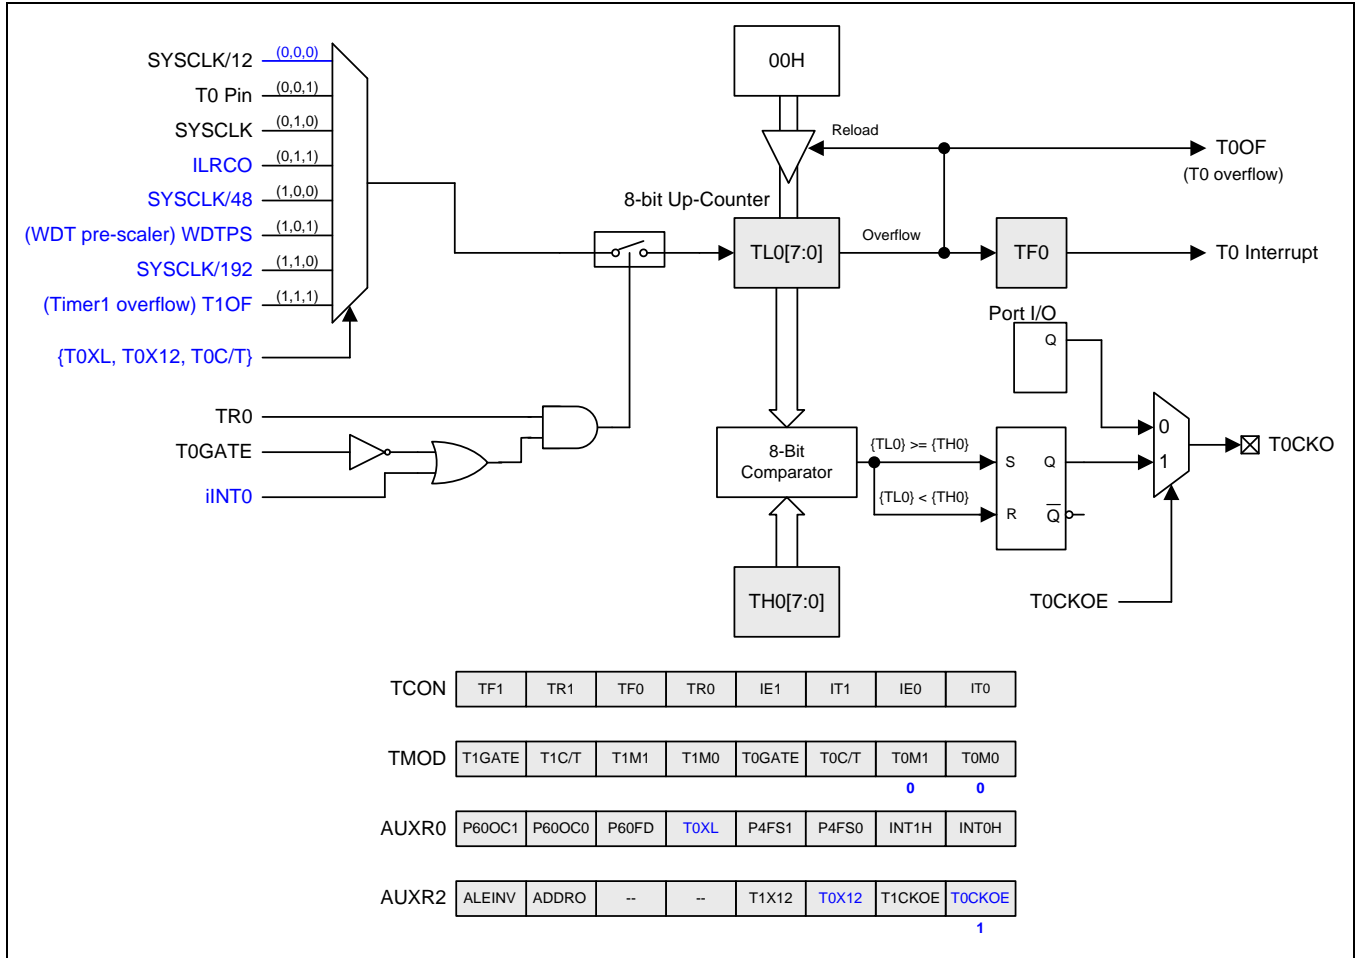 SYSCLK/12 (0,0,0)
T0 Pin (0,0,1)
SYSCLK (0,1,0)
ILRCO (0,1,1)
SYSCLK/48 (1,0,0)
(WDT pre-scaler) WDTPS (1,0,1)
SYSCLK/192 (1,1,0)
(Timer1 overflow) T1OF (1,1,1)
{T0XL, T0X12, T0C/T}
TR0
T0GATE
iINT0
00H
Reload
T0OF
(T0 overflow)
8-bit Up-Counter
TL0[7:0]
Overflow
TF0
T0 Interrupt
Port I/O
Q
8-Bit
Comparator
{TL0} >= {TH0}
{TL0} < {TH0}
S Q
R Q
0
1
T0CKO
TH0[7:0]
T0CKOE
TCON TF1 TR1 TF0 TR0 IE1 IT1 IE0 IT0
TMOD T1GATE T1C/T T1M1 T1M0 T0GATE T0C/T T0M1 T0M0
0 0
AUXR0 P60OC1 P60OC0 P60FD T0XL P4FS1 P4FS0 INT1H INT0H
AUXR2 ALEINV ADDRO -- -- T1X12 T0X12 T1CKOE T0CKOE
1